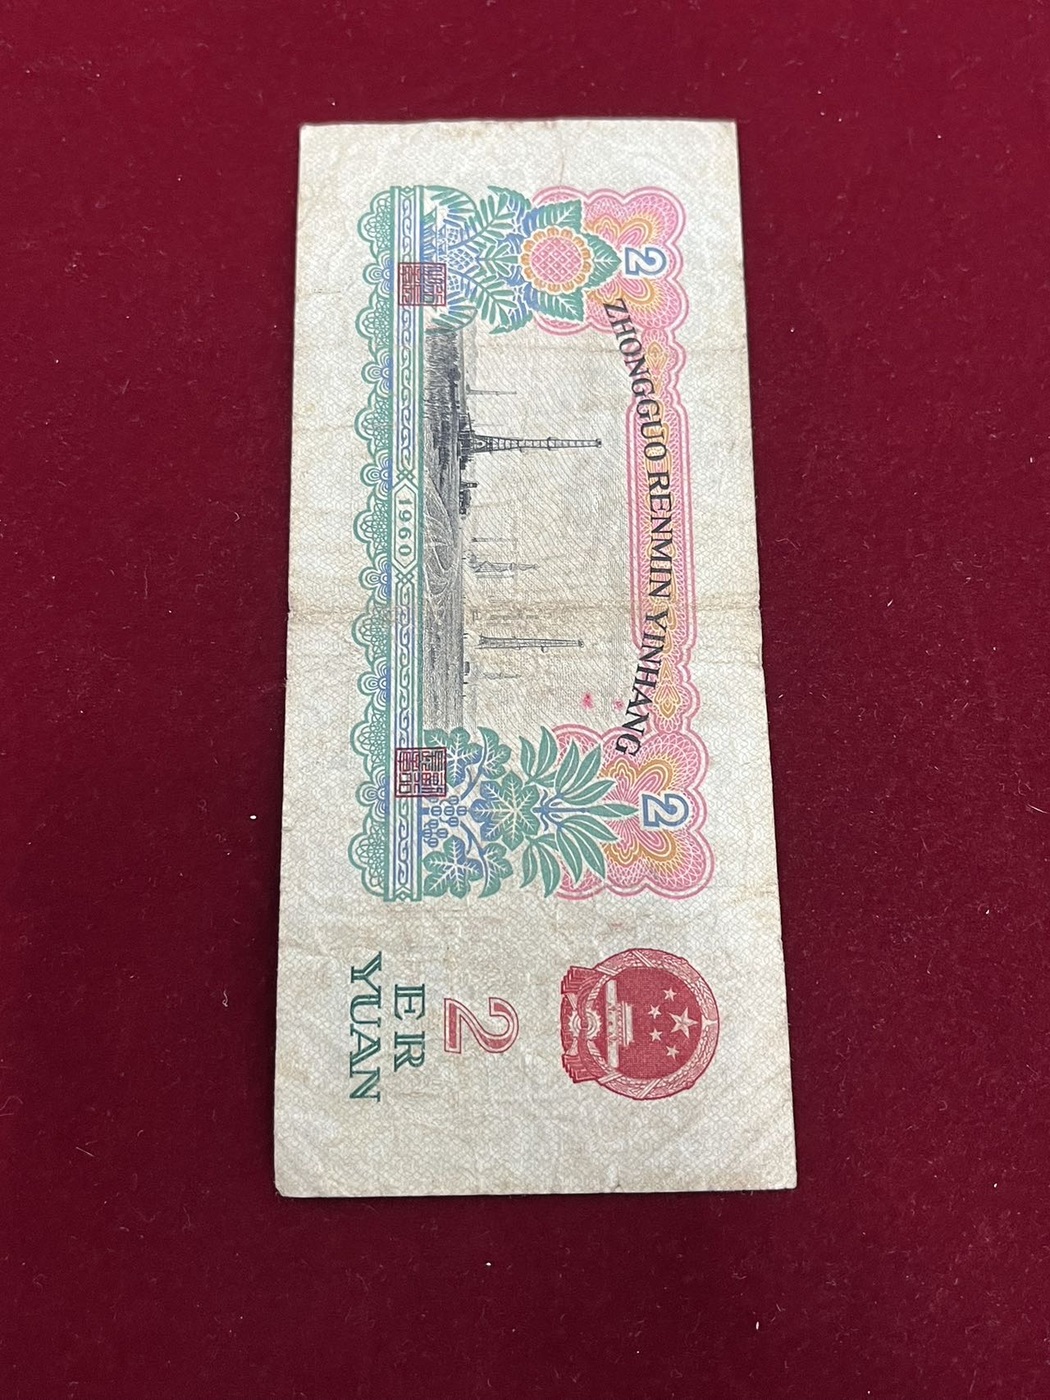 2
ZHONGGUO RENMIN YINHANG
2
1960
2
ER
YUAN